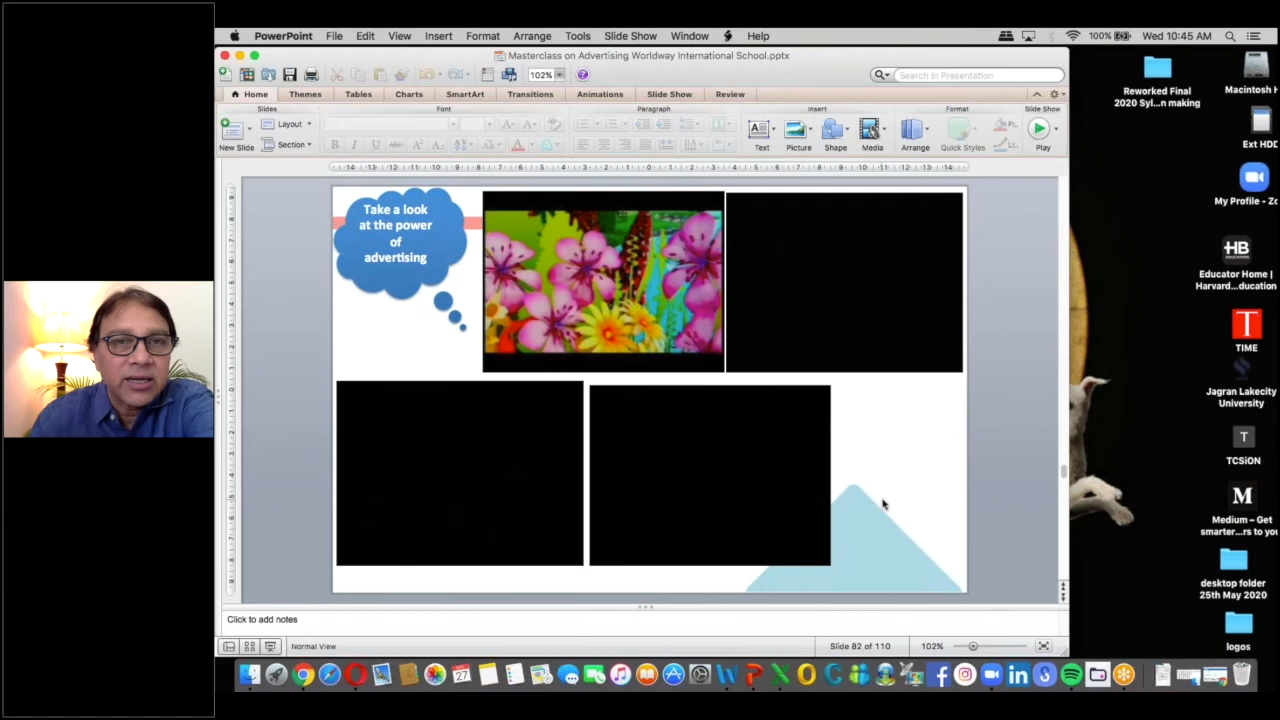 PowerPoint File Edit View Insert Format Arrange Tools Slide Show Window Help
100% Wed 10:45 AM
Masterclass on Advertising Worldway International School.pptx
102%
Search in Presentation
Home Themes Tables Charts SmartArt Transitions Animations Slide Show Review
Slides Font Paragraph Insert Format Slide Show
New Slide
Layout
Section
Text Picture Shape Media Arrange Quick Styles Play
Take a look
at the power
of
advertising
Click to add notes
Normal View
Slide 82 of 110
102%
Reworked Final
2020 Syl...n making
Macintosh H
Ext HDD
My Profile - Zo
HB
Educator Home |
Harvard...ducation
T
TIME
Jagran Lakecity
University
T
TCSiON
M
Medium – Get
smarter...rs to you
desktop folder
25th May 2020
logos